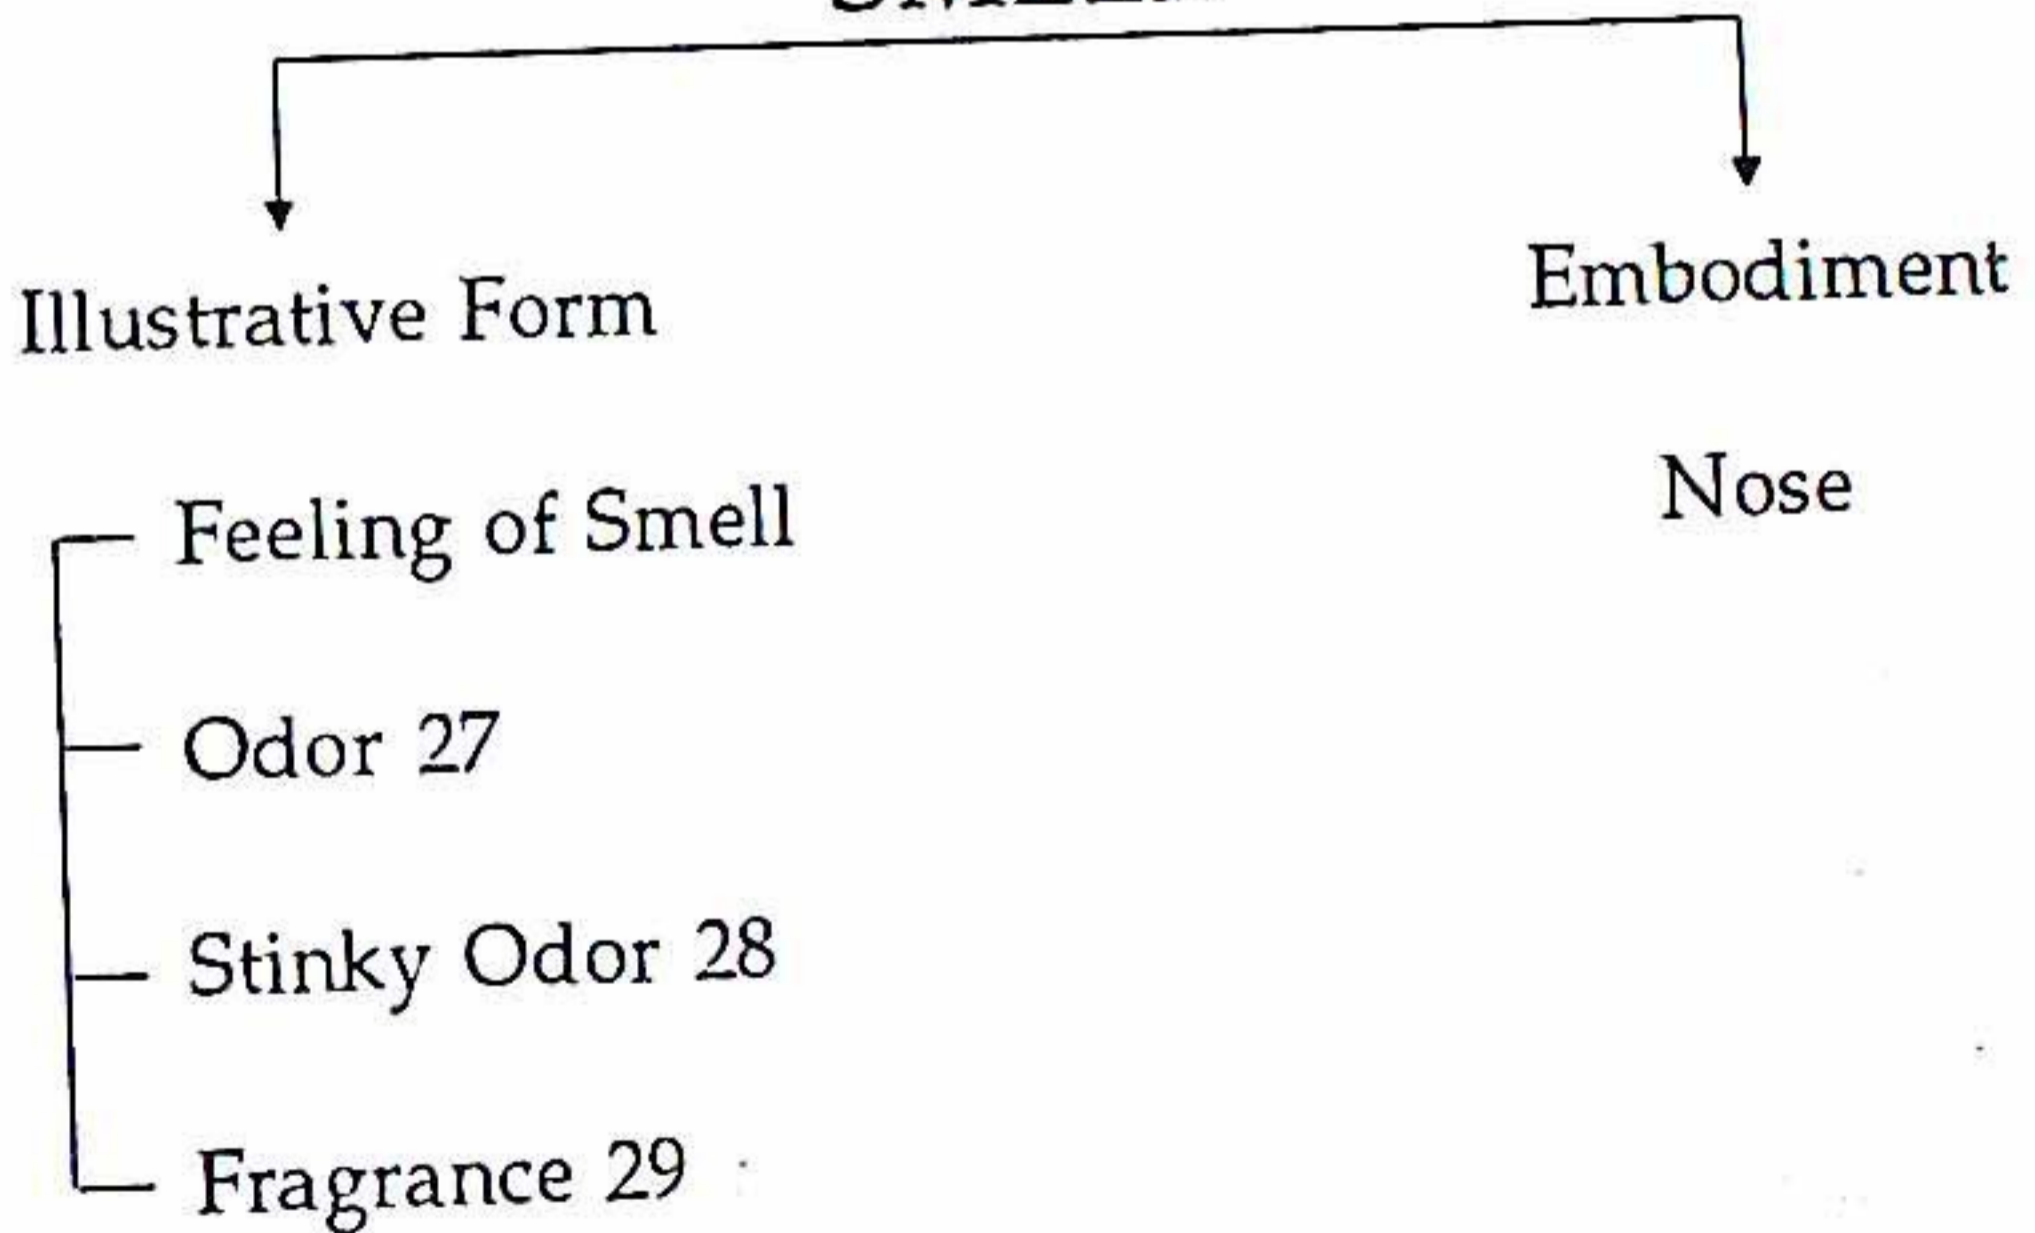 Illustrative Form
Embodiment
Nose
Feeling of Smell
Odor 27
Stinky Odor 28
Fragrance 29